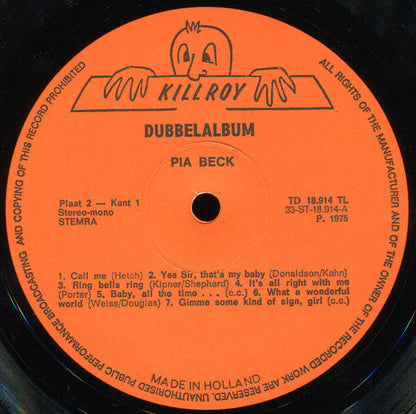 KILLROY
DUBBELALBUM
PIA BECK
Plaat 2 — Kant 1
Stereo-mono
STEMRA
TD 18.914 TL
33-ST-18.914-A
P. 1975
1. Call me (Hetch) 2. Yes Sir, that's my baby (Donaldson/Kahn)
3. Ring bells ring (Kipner/Shepherd) 4. It's all right with me
(Porter) 5. Baby, all the time . . . (c.c.) 6. What a wonderful
world (Weiss/Douglas) 7. Gimme some kind of sign, girl (c.c.)
MADE IN HOLLAND
ALL RIGHTS OF THE MANUFACTURER AND OF THE OWNER OF THE RECORDED WORK ARE RESERVED. UNAUTHORISED PUBLIC PERFORMANCE BROADCASTING AND COPYING OF THIS RECORD PROHIBITED